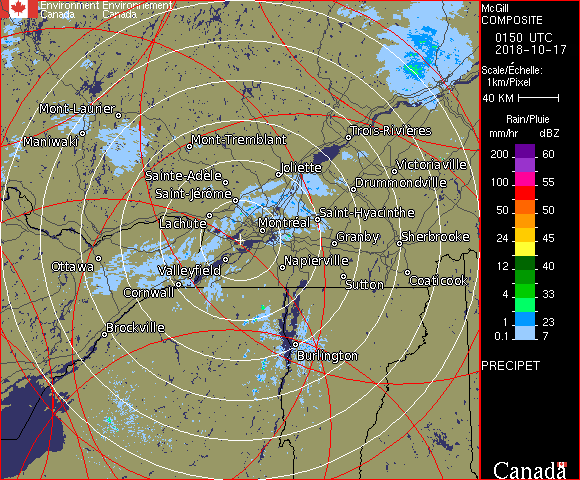 Environment Environnement
Canada Canada
McGill
COMPOSITE
0150 UTC
2018-10-17
Scale/Échelle:
1km/Pixel
40 KM
Rain/Pluie
mm/hr dBZ
200 60
100 55
50 50
24 45
12 40
4 33
1 23
0.1 7
PRECIPET
Canada
Mont-Laurier
Maniwaki
Mont-Tremblant
Trois-Rivières
Sainte-Adèle
Joliette
Victoriaville
Saint-Jérôme
Drummondville
Lachute
Montréal
Saint-Hyacinthe
Granby
Sherbrooke
Ottawa
Valleyfield
Napierville
Cornwall
Sutton
Coaticook
Brockville
Burlington